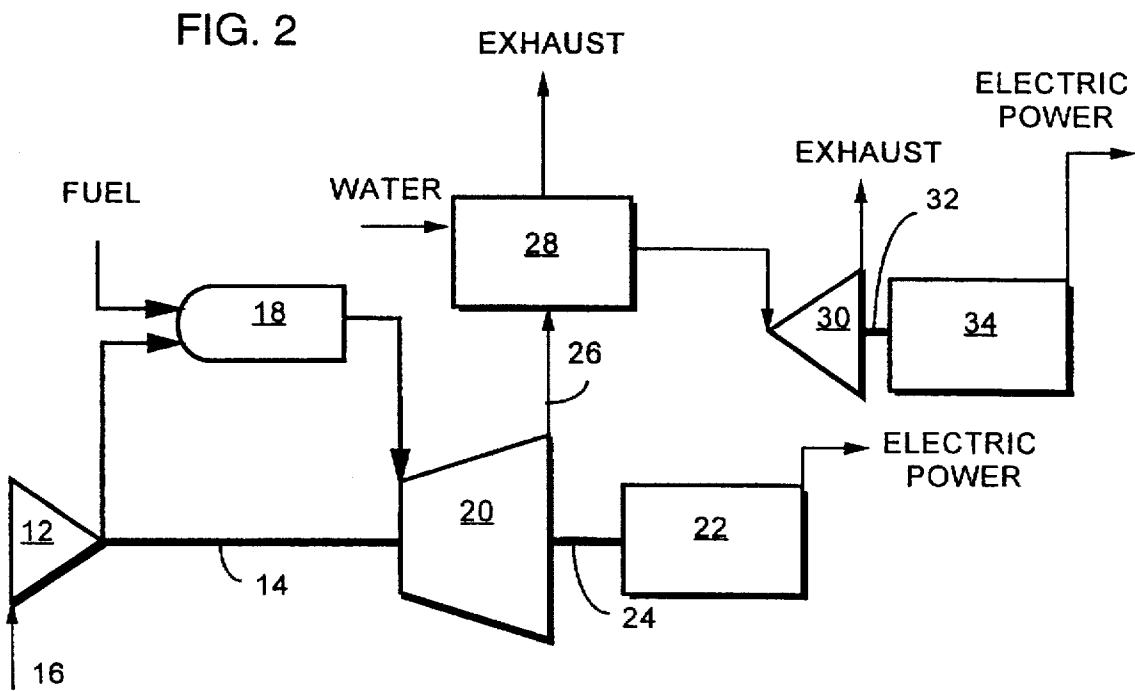 FIG. 2
EXHAUST
ELECTRIC
POWER
EXHAUST
FUEL
WATER
32
28
18
30
34
26
ELECTRIC
POWER
12
20
22
14
24
16